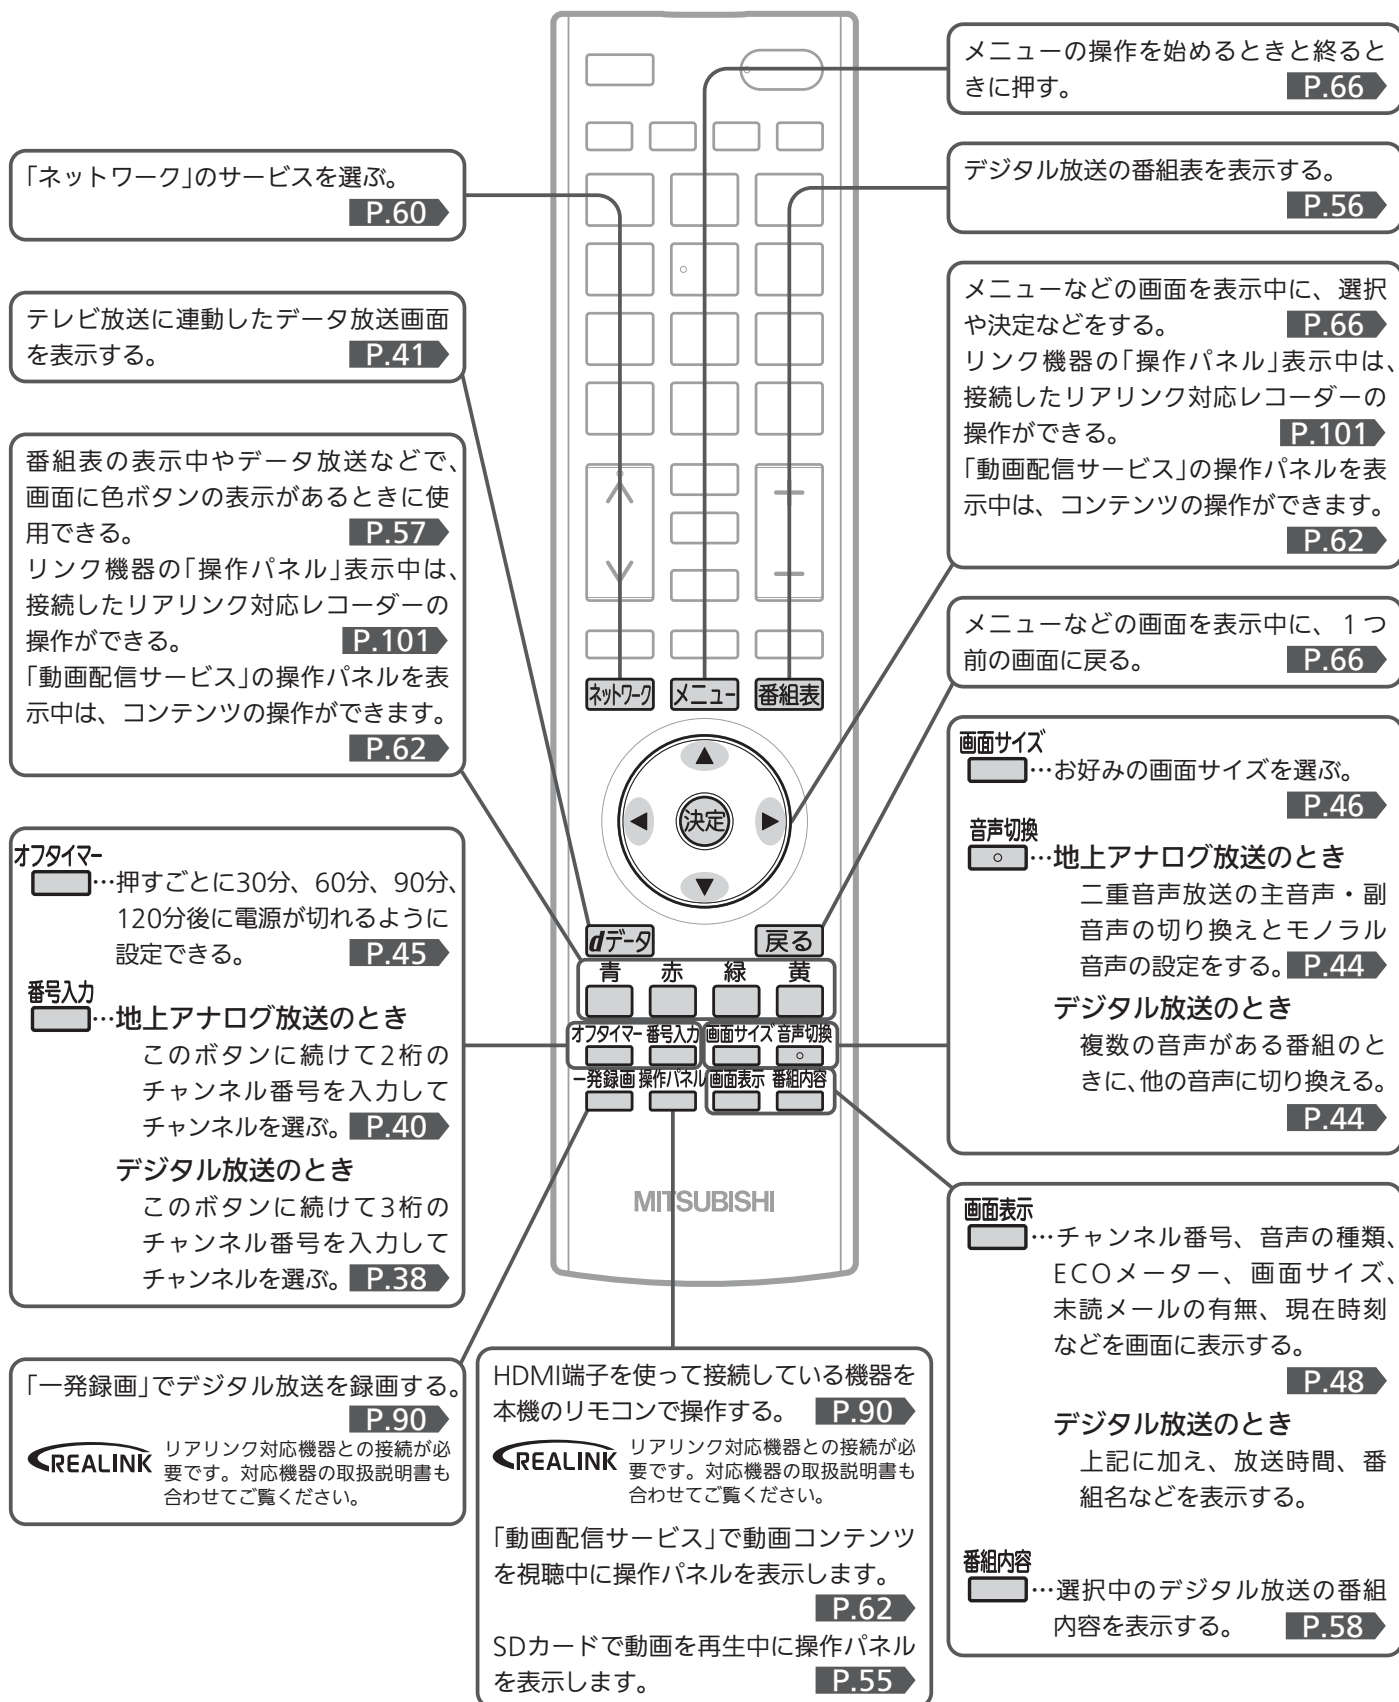 メニューの操作を始めるときと終ると
きに押す。 P.66
デジタル放送の番組表を表示する。
P.56
メニューなどの画面を表示中に、選択
や決定などをする。 P.66
リンク機器の「操作パネル」表示中は、
接続したリアリンク対応レコーダーの
操作ができる。 P.101
「動画配信サービス」の操作パネルを表
示中は、コンテンツの操作ができます。
P.62
メニューなどの画面を表示中に、1つ
前の画面に戻る。 P.66
画面サイズ
…お好みの画面サイズを選ぶ。
P.46
音声切換
…地上アナログ放送のとき
二重音声放送の主音声・副
音声の切り換えとモノラル
音声の設定をする。 P.44
デジタル放送のとき
複数の音声がある番組のと
きに、他の音声に切り換える。
P.44
画面表示
…チャンネル番号、音声の種類、
ECOメーター、画面サイズ、
未読メールの有無、現在時刻
などを画面に表示する。
P.48
デジタル放送のとき
上記に加え、放送時間、番
組名などを表示する。
番組内容
…選択中のデジタル放送の番組
内容を表示する。 P.58
「ネットワーク」のサービスを選ぶ。
P.60
テレビ放送に連動したデータ放送画面
を表示する。 P.41
番組表の表示中やデータ放送などで、
画面に色ボタンの表示があるときに使
用できる。 P.57
リンク機器の「操作パネル」表示中は、
接続したリアリンク対応レコーダーの
操作ができる。 P.101
「動画配信サービス」の操作パネルを表
示中は、コンテンツの操作ができます。
P.62
オフタイマー
…押すごとに30分、60分、90分、
120分後に電源が切れるように
設定できる。 P.45
番号入力
…地上アナログ放送のとき
このボタンに続けて2桁の
チャンネル番号を入力して
チャンネルを選ぶ。 P.40
デジタル放送のとき
このボタンに続けて3桁の
チャンネル番号を入力して
チャンネルを選ぶ。 P.38
「一発録画」でデジタル放送を録画する。
P.90
REALINK リアリンク対応機器との接続が必
要です。対応機器の取扱説明書も
合わせてご覧ください。
HDMI端子を使って接続している機器を
本機のリモコンで操作する。 P.90
REALINK リアリンク対応機器との接続が必
要です。対応機器の取扱説明書も
合わせてご覧ください。
「動画配信サービス」で動画コンテンツ
を視聴中に操作パネルを表示します。
P.62
SDカードで動画を再生中に操作パネル
を表示します。 P.55
ネットワーク メニュー 番組表
▲
◀ 決定 ▶
▼
dデータ 戻る
青 赤 緑 黄
オフタイマー 番号入力 画面サイズ 音声切換
一発録画 操作パネル 画面表示 番組内容
MITSUBISHI